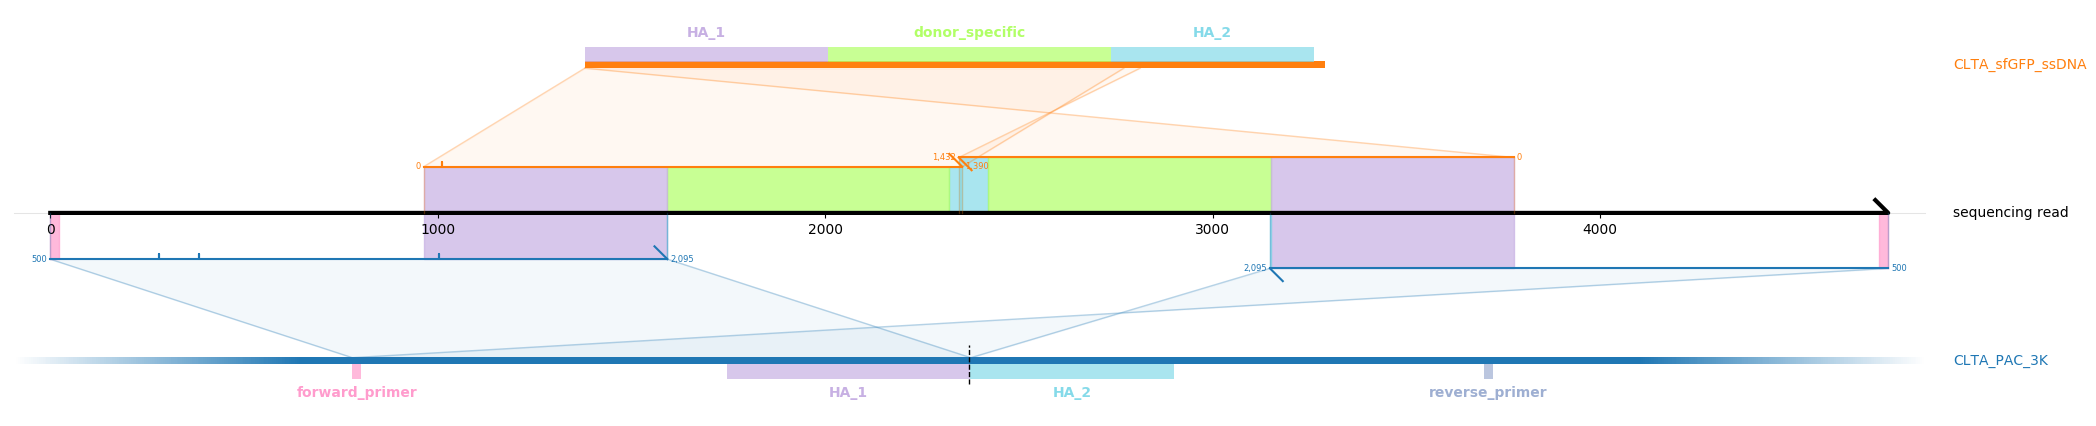 HA_1 donor_specific HA_2
CLTA_sfGFP_ssDNA
1,432 0
0 1,390
sequencing read
0 1000 2000 3000 4000
500 2,095
2,095 500
CLTA_PAC_3K
forward_primer HA_1 HA_2 reverse_primer